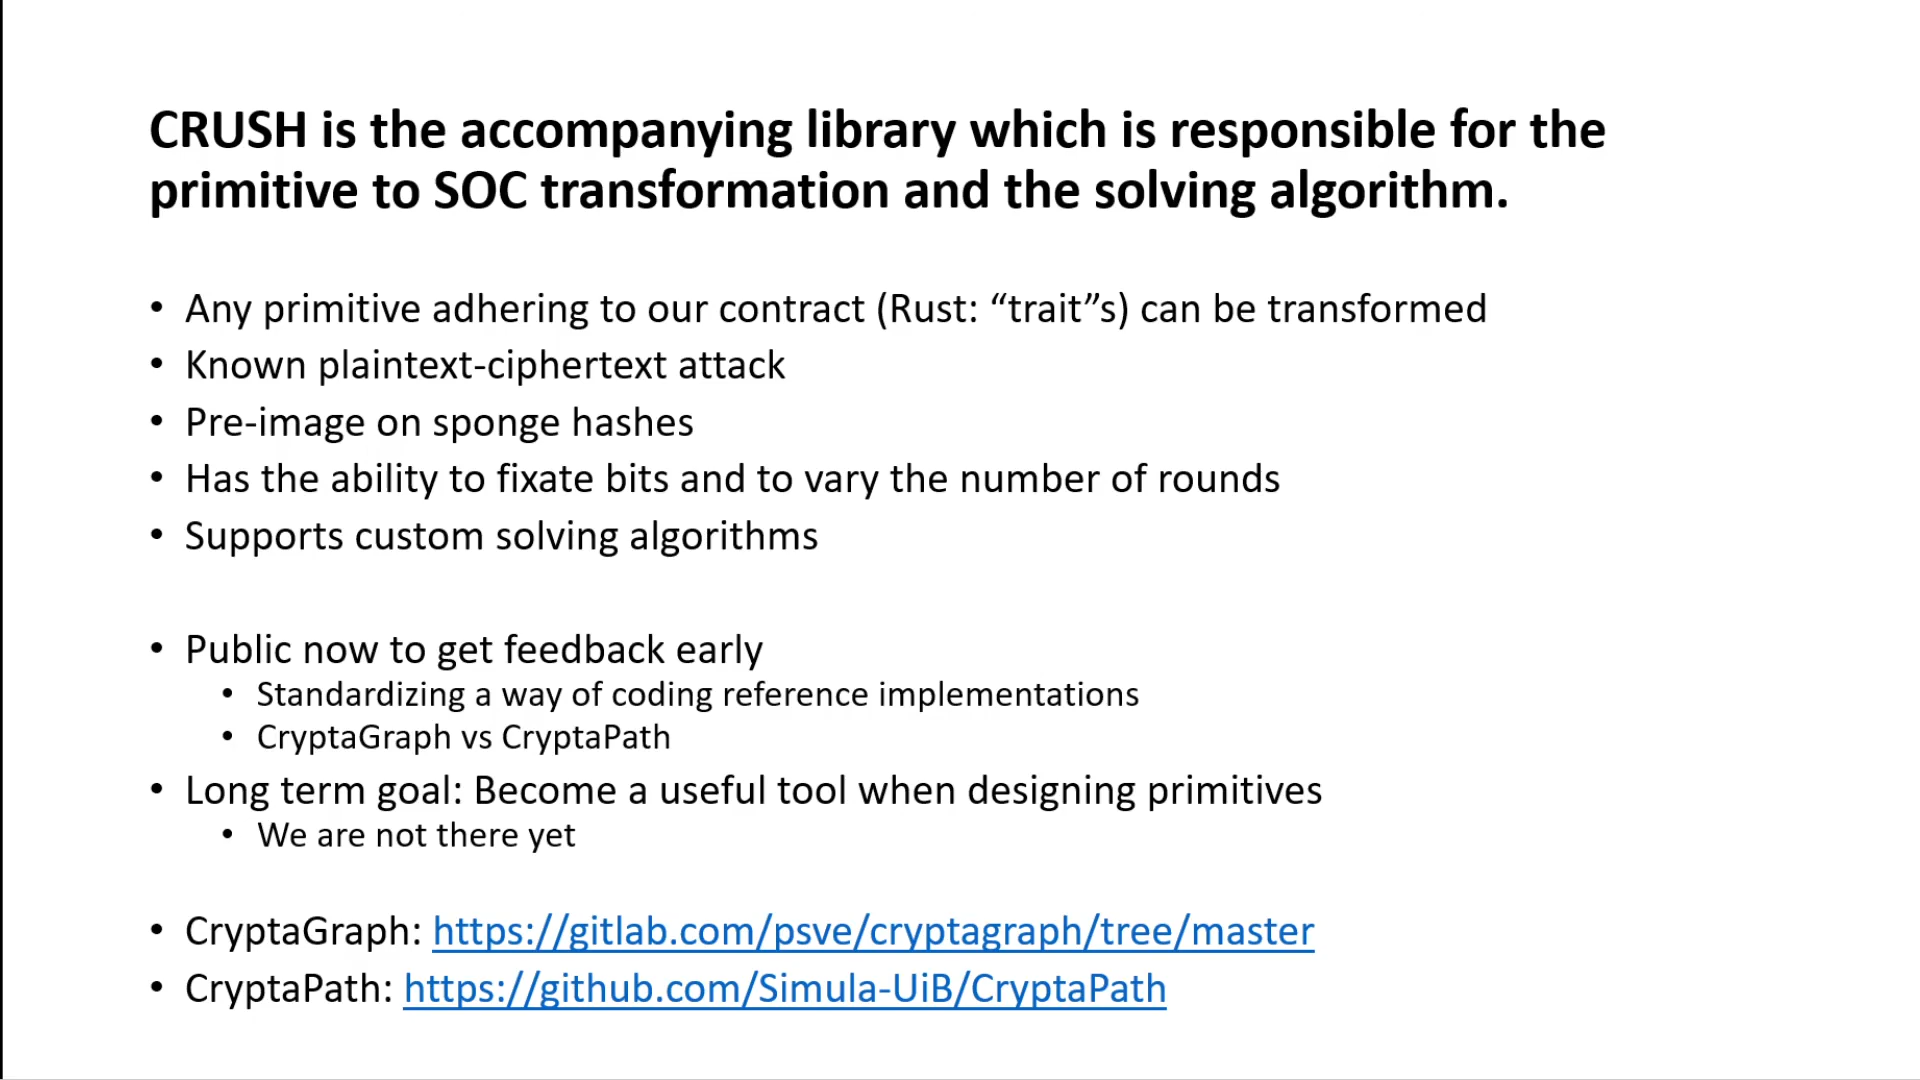 CRUSH is the accompanying library which is responsible for the
primitive to SOC transformation and the solving algorithm.
• Any primitive adhering to our contract (Rust: “trait”s) can be transformed
• Known plaintext-ciphertext attack
• Pre-image on sponge hashes
• Has the ability to fixate bits and to vary the number of rounds
• Supports custom solving algorithms
• Public now to get feedback early
• Standardizing a way of coding reference implementations
• CryptaGraph vs CryptaPath
• Long term goal: Become a useful tool when designing primitives
• We are not there yet
• CryptaGraph: https://gitlab.com/psve/cryptagraph/tree/master
• CryptaPath: https://github.com/Simula-UiB/CryptaPath